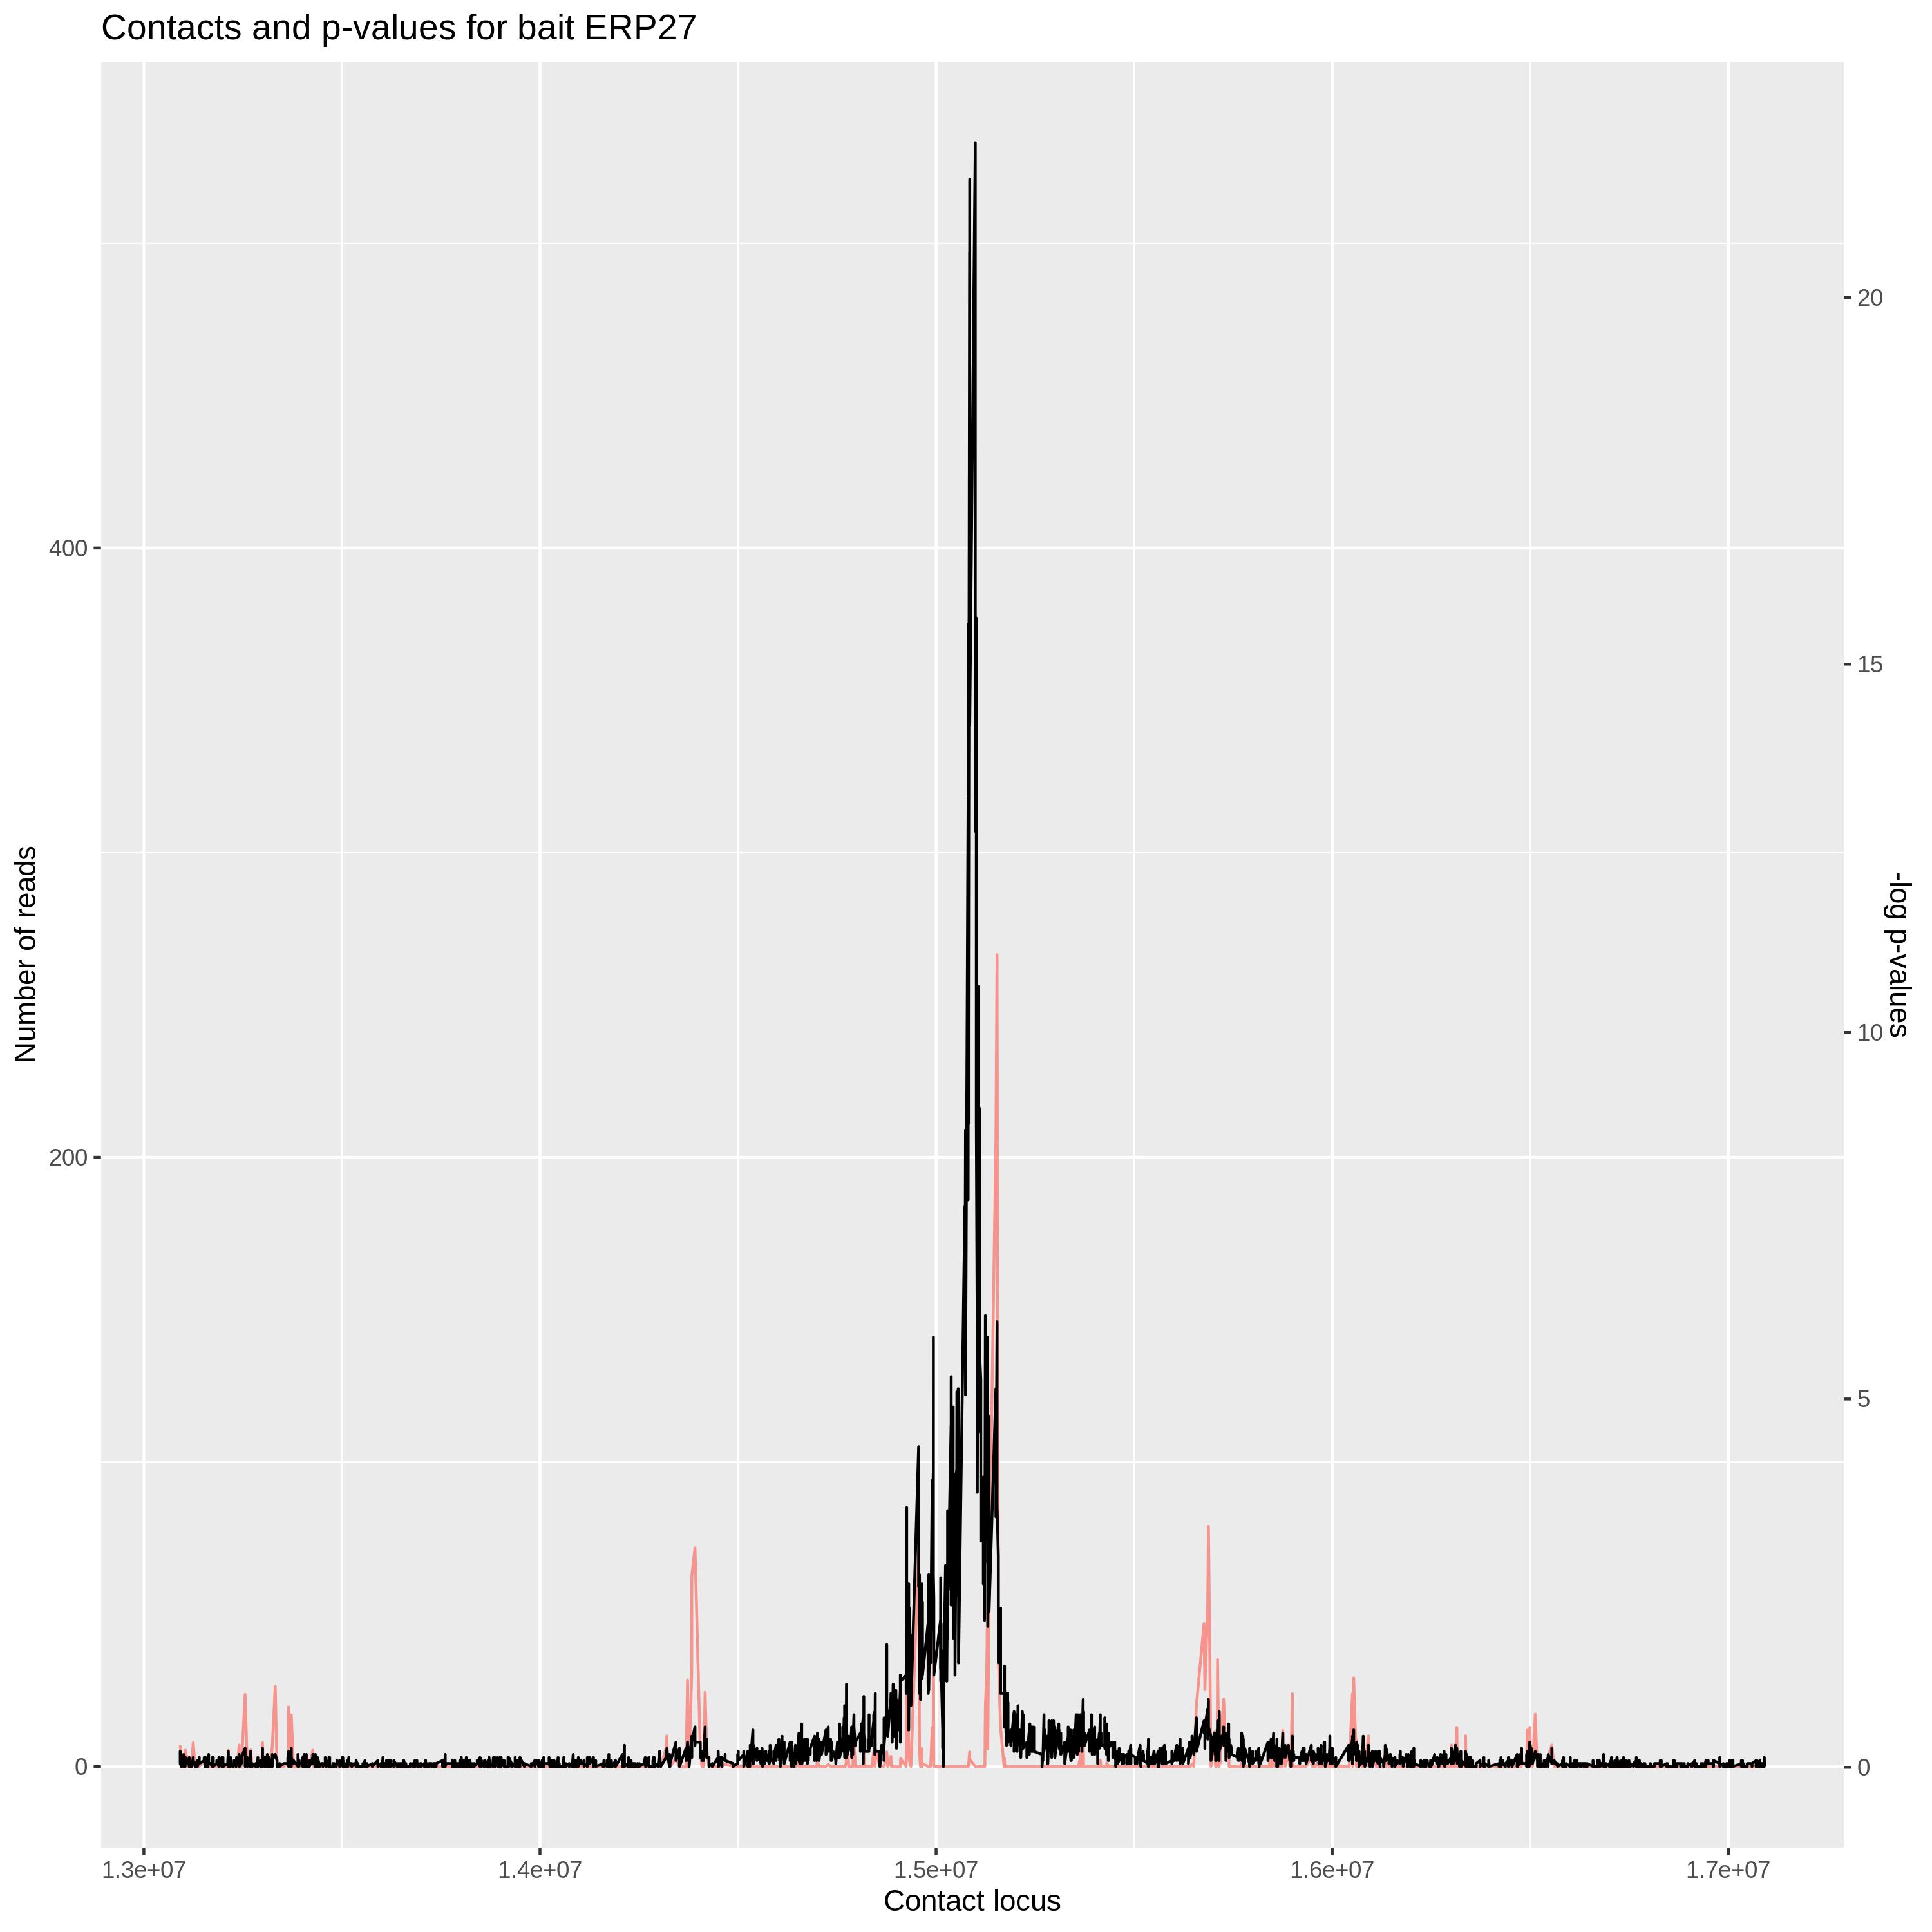 Contacts and p-values for bait ERP27
Number of reads
400
200
0
20
15
10
5
0
-log p-values
1.3e+07
1.4e+07
1.5e+07
1.6e+07
1.7e+07
Contact locus